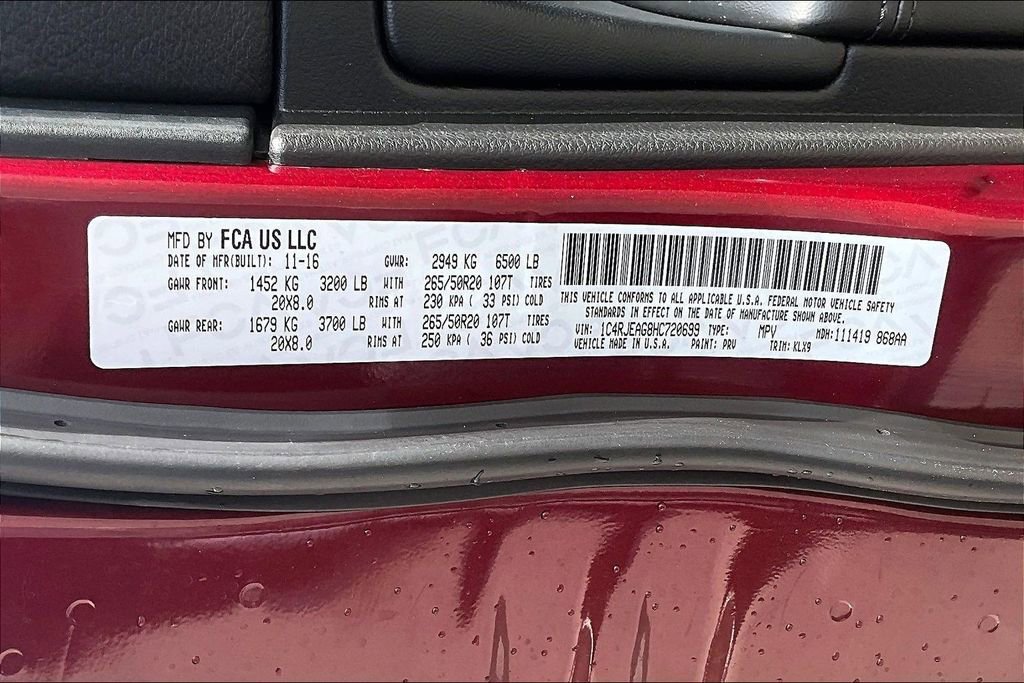 MFD BY FCA US LLC
DATE OF MFR(BUILT): 11-16 GVWR: 2949 KG 6500 LB
GAWR FRONT: 1452 KG 3200 LB WITH 265/50R20 107T TIRES
20X8.0 RIMS AT 230 KPA ( 33 PSI) COLD
GAWR REAR: 1679 KG 3700 LB WITH 265/50R20 107T TIRES
20X8.0 RIMS AT 250 KPA ( 36 PSI) COLD
THIS VEHICLE CONFORMS TO ALL APPLICABLE U.S.A. FEDERAL MOTOR VEHICLE SAFETY
STANDARDS IN EFFECT ON THE DATE OF MANUFACTURE SHOWN ABOVE.
VIN: 1C4RJEAG8HC720699 TYPE: MPV MDH:111419 868AA
VEHICLE MADE IN U.S.A. PAINT: PRV TRIM: KLX9